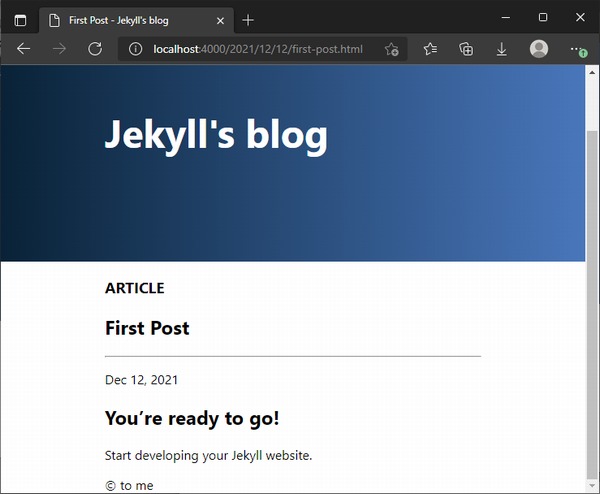 First Post - Jekyll's blog
localhost:4000/2021/12/12/first-post.html
Jekyll's blog
ARTICLE
First Post
Dec 12, 2021
You’re ready to go!
Start developing your Jekyll website.
© to me